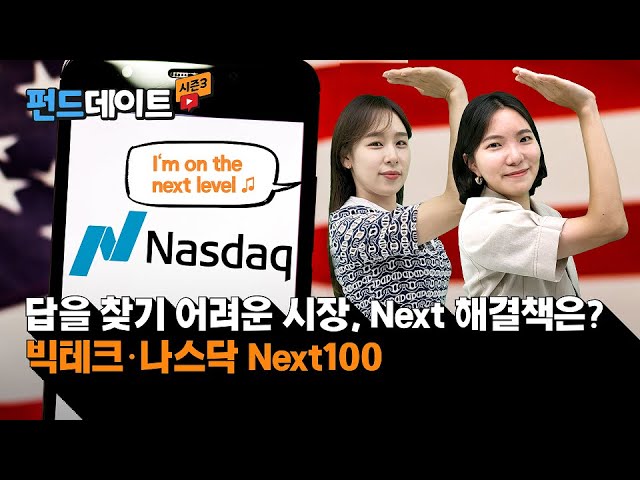 펀드데이트
시즌3
I'm on the
next level ♫
Nasdaq
답을 찾기 어려운 시장, Next 해결책은?
빅테크·나스닥 Next100